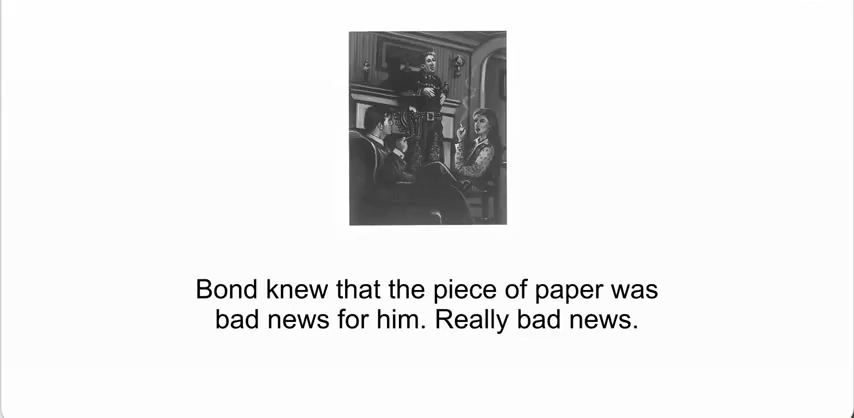 Bond knew that the piece of paper was
bad news for him. Really bad news.